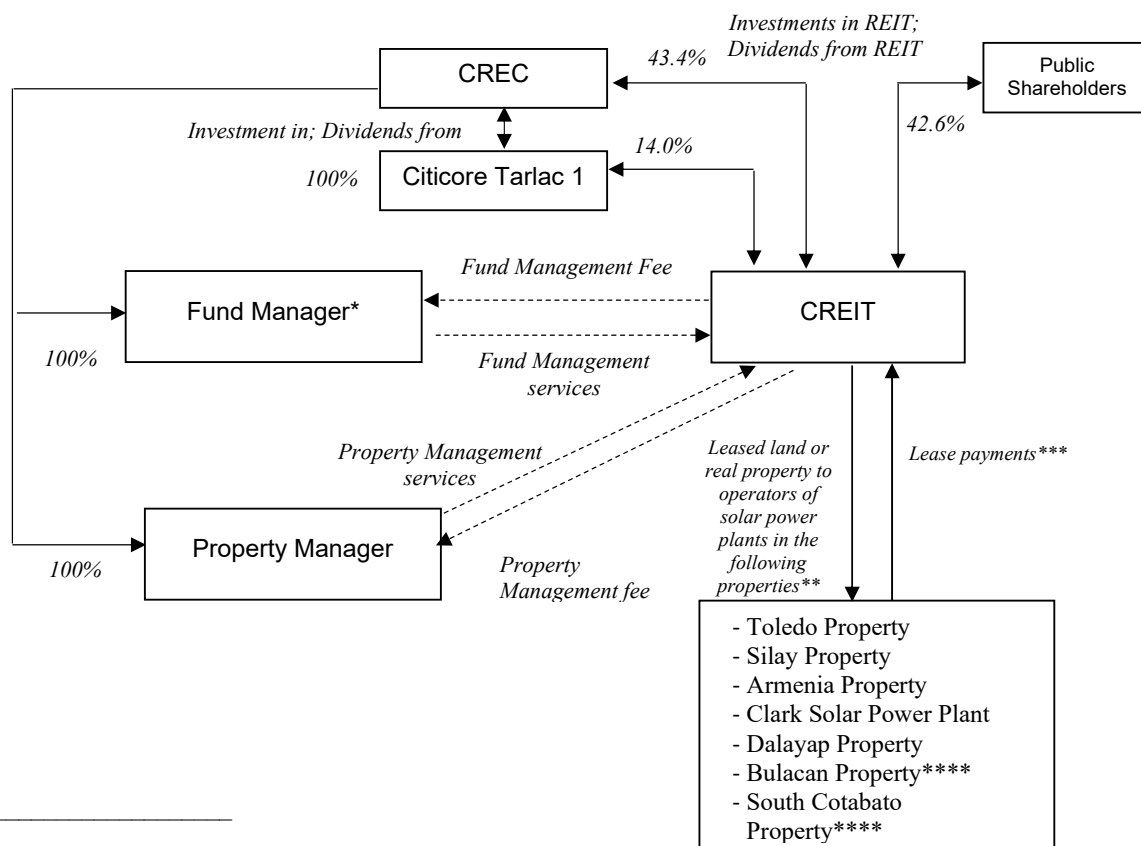 Investments in REIT;
Dividends from REIT
CREC
43.4%
Public
Shareholders
Investment in; Dividends from
42.6%
14.0%
100%
Citicore Tarlac 1
Fund Management Fee
Fund Manager*
CREIT
100%
Fund Management
services
Property Management
services
Leased land or
real property to
operators of
solar power
plants in the
following
properties**
Lease payments***
Property Manager
100%
Property
Management fee
- Toledo Property
- Silay Property
- Armenia Property
- Clark Solar Power Plant
- Dalayap Property
- Bulacan Property****
- South Cotabato
Property****